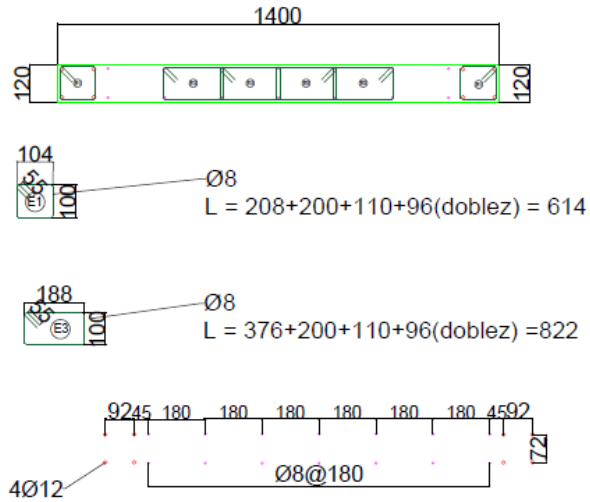 1400
120
120
104
55
100
E1
Ø8
L = 208+200+110+96(doblez) = 614
188
55
100
E3
Ø8
L = 376+200+110+96(doblez) =822
92 45 180 180 180 180 180 180 45 92
72
Ø8@180
4Ø12